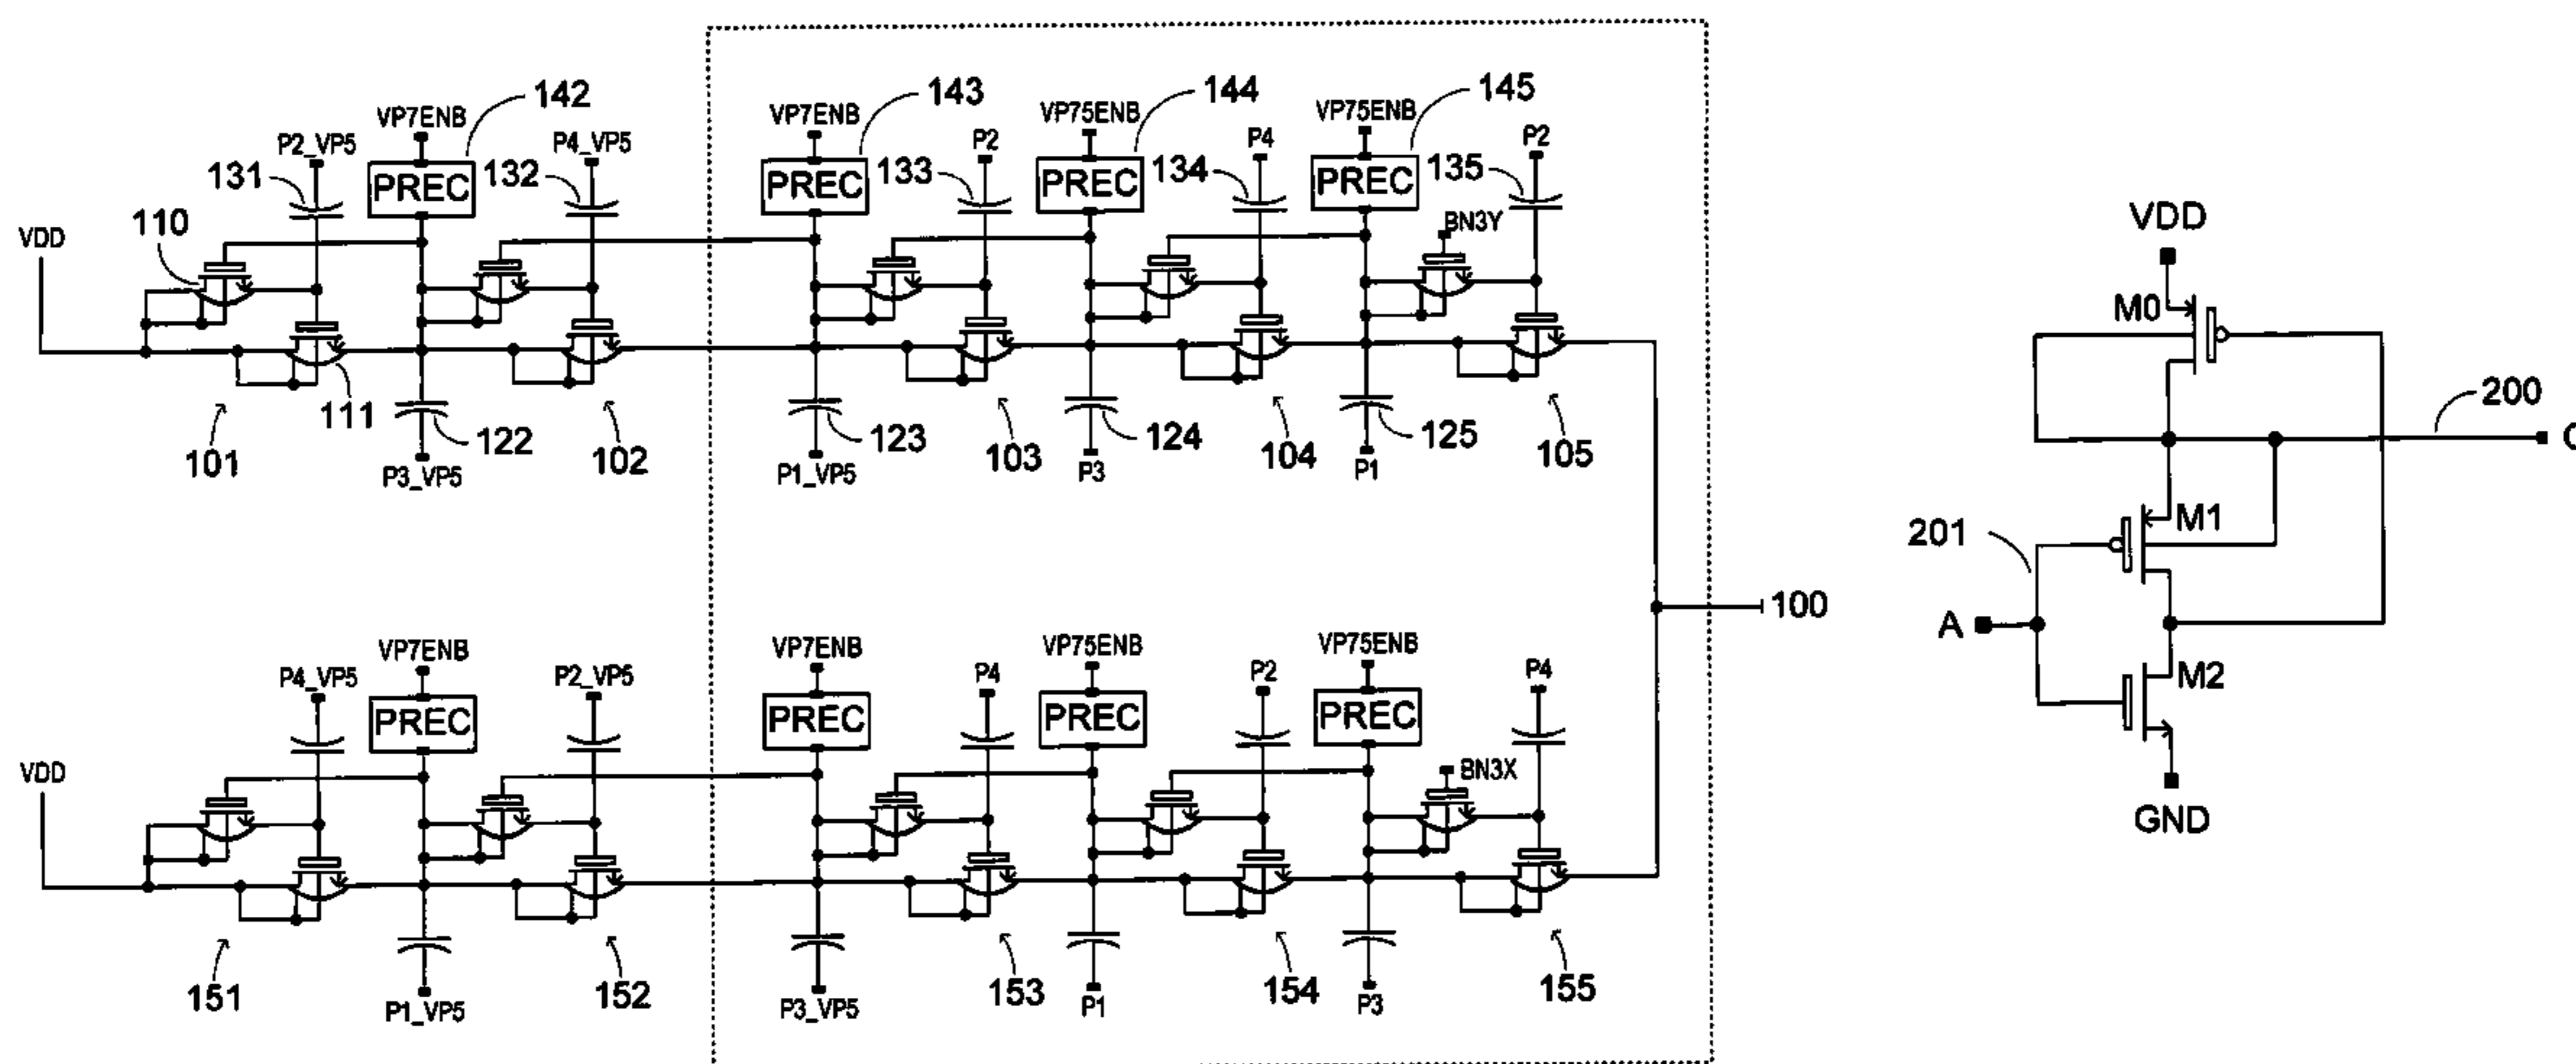 142
143
144
145
VP7ENB
VP7ENB
VP75ENB
VP75ENB
P2_VP5
P4_VP5
P2
P4
P2
131
PREC
132
PREC
133
PREC
134
PREC
135
110
BN3Y
VDD
VDD
M0
111
101
122
102
123
103
124
104
125
105
200
P3_VP5
P1_VP5
P3
P1
M1
201
100
A
M2
GND
VP7ENB
VP7ENB
VP75ENB
VP75ENB
P4_VP5
P2_VP5
P4
P2
P4
PREC
PREC
PREC
PREC
VDD
BN3X
151
152
153
154
155
P1_VP5
P3_VP5
P1
P3